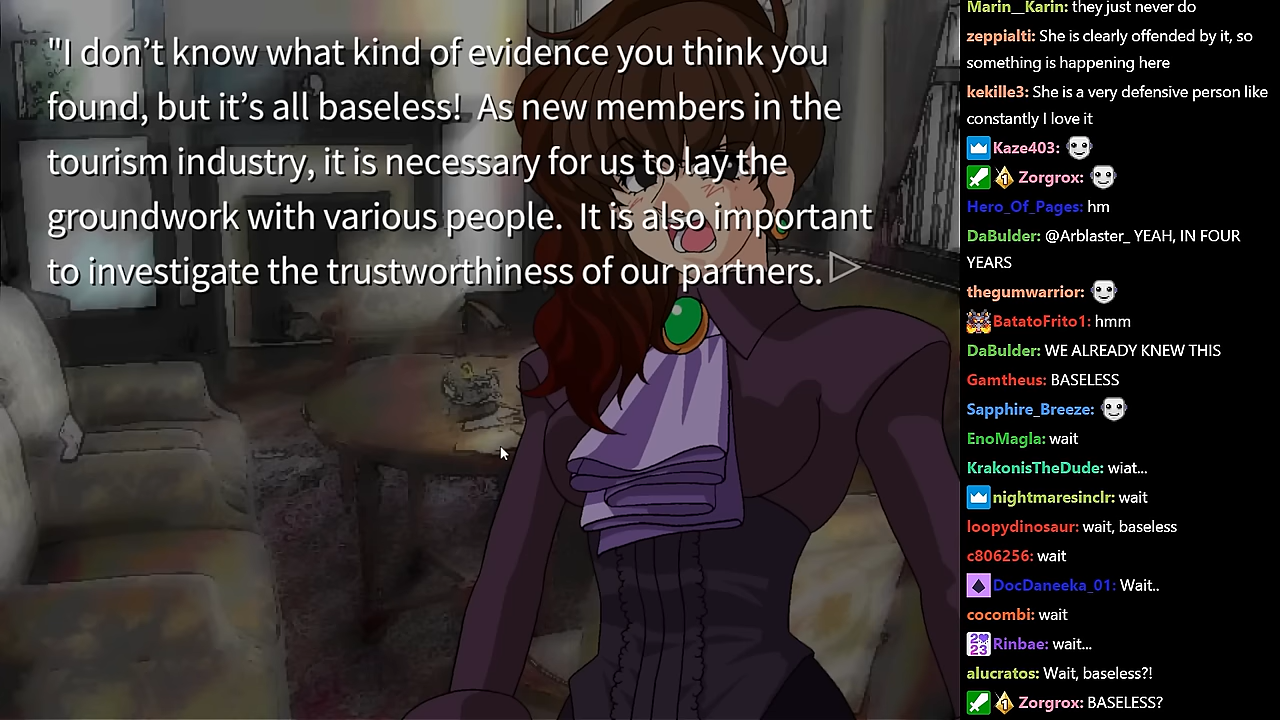 "I don’t know what kind of evidence you think you
found, but it’s all baseless!  As new members in the
tourism industry, it is necessary for us to lay the
groundwork with various people.  It is also important
to investigate the trustworthiness of our partners.
Marin__Karin: they just never do
zeppialti: She is clearly offended by it, so
something is happening here
kekille3: She is a very defensive person like
constantly I love it
Kaze403:
1 Zorgrox:
Hero_Of_Pages: hm
DaBulder: @Arblaster_ YEAH, IN FOUR
YEARS
thegumwarrior:
BatatoFrito1: hmm
DaBulder: WE ALREADY KNEW THIS
Gamtheus: BASELESS
Sapphire_Breeze:
EnoMagla: wait
KrakonisTheDude: wiat...
nightmaresinclr: wait
loopydinosaur: wait, baseless
c806256: wait
DocDaneeka_01: Wait..
cocombi: wait
2023 Rinbae: wait...
alucratos: Wait, baseless?!
1 Zorgrox: BASELESS?